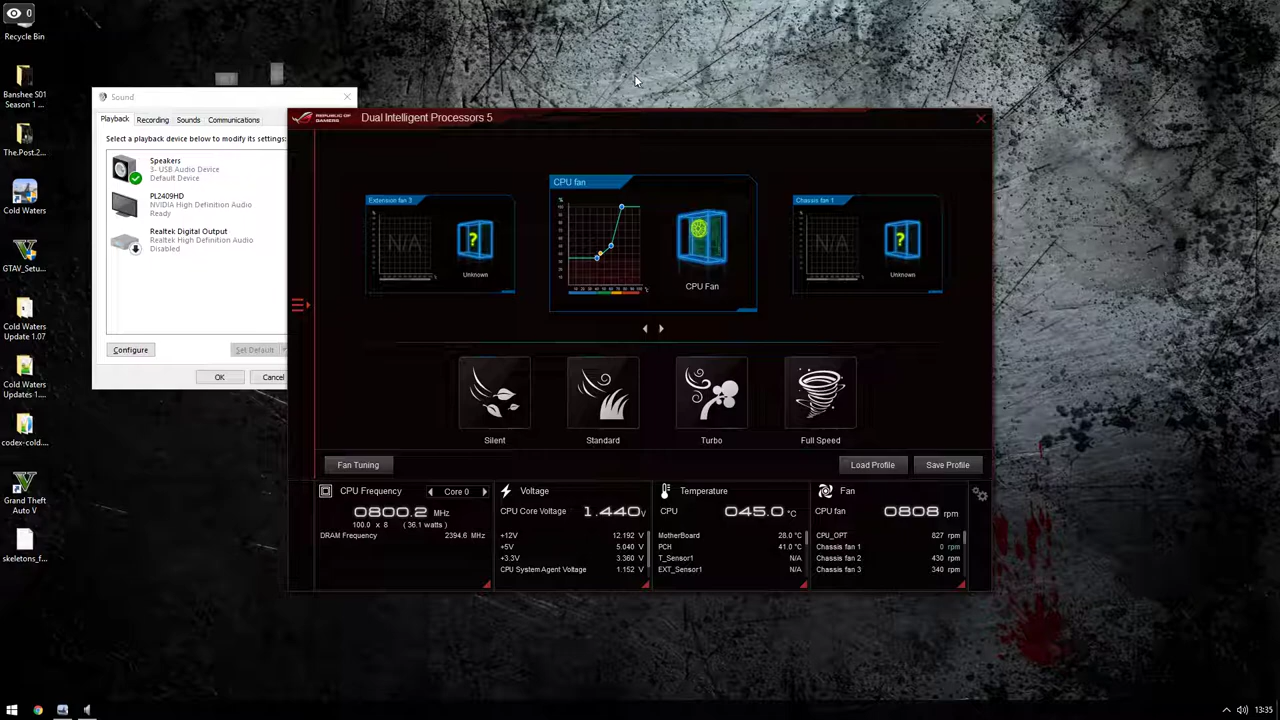 0
Recycle Bin
Banshee S01
Season 1 ...
The.Post.2...
Cold Waters
GTAV_Setu...
Cold Waters
Update 1.07
Cold Waters
Updates 1....
codex-cold....
Grand Theft
Auto V
skeletons_f...
Sound
Playback
Recording
Sounds
Communications
Select a playback device below to modify its settings:
Speakers
3- USB Audio Device
Default Device
PL2409HD
NVIDIA High Definition Audio
Ready
Realtek Digital Output
Realtek High Definition Audio
Disabled
Configure
Set Default
OK
Cancel
REPUBLIC OF
GAMERS
Dual Intelligent Processors 5
Extension fan 3
N/A
Unknown
CPU fan
%
CPU Fan
Chassis fan 1
N/A
Unknown
Silent
Standard
Turbo
Full Speed
Fan Tuning
Load Profile
Save Profile
CPU Frequency
Core 0
0800.2 MHz
100.0 x 8 ( 36.1 watts )
DRAM Frequency 2394.6 MHz
Voltage
CPU Core Voltage 1.440 V
+12V 12.192 V
+5V 5.040 V
+3.3V 3.360 V
CPU System Agent Voltage 1.152 V
Temperature
CPU 045.0 °C
MotherBoard 28.0 °C
PCH 41.0 °C
T_Sensor1 N/A
EXT_Sensor1 N/A
Fan
CPU fan 0808 rpm
CPU_OPT 827 rpm
Chassis fan 1 0 rpm
Chassis fan 2 430 rpm
Chassis fan 3 340 rpm
13:35